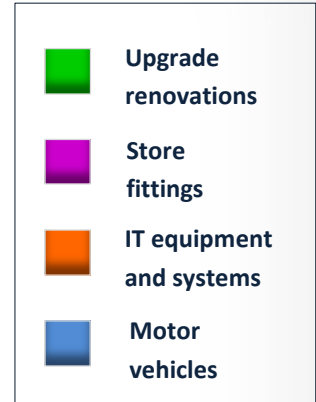 Upgrade
renovations
Store
fittings
IT equipment
and systems
Motor
vehicles